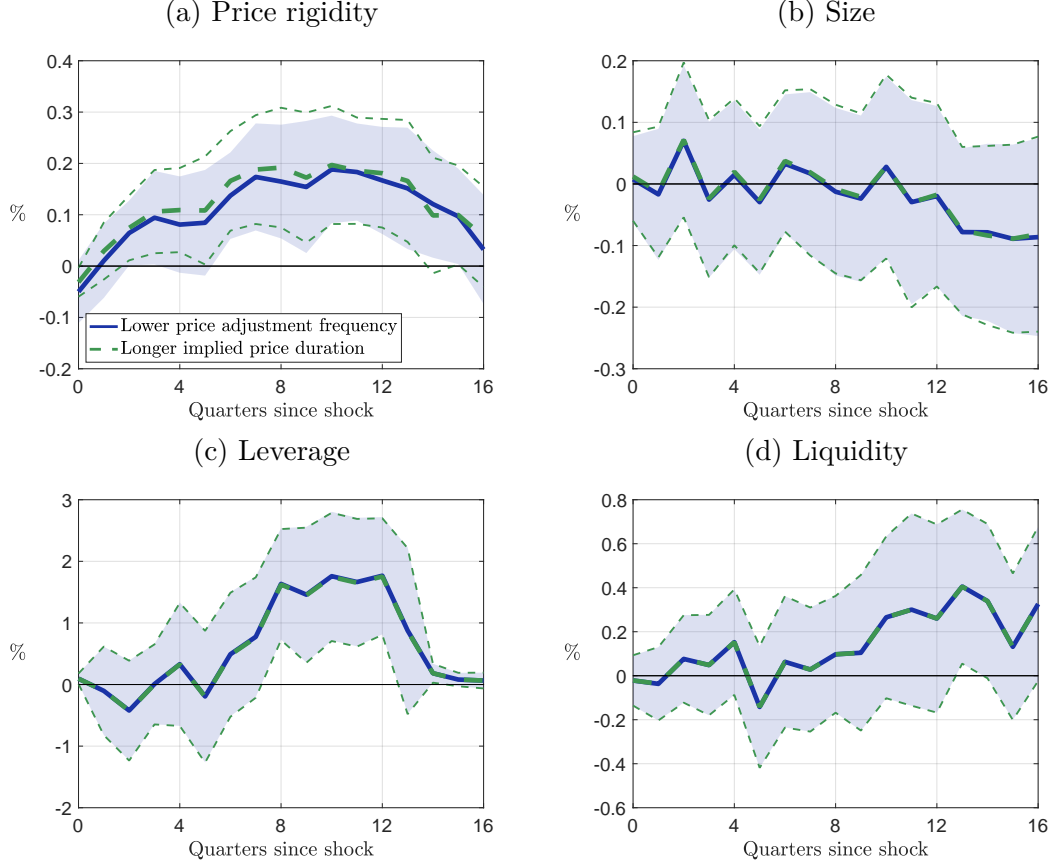 (a) Price rigidity
0.4
0.3
0.2
0.1
0
-0.1
-0.2
%
Lower price adjustment frequency
Longer implied price duration
0 4 8 12 16
Quarters since shock
(b) Size
0.2
0.1
0
-0.1
-0.2
-0.3
%
0 4 8 12 16
Quarters since shock
(c) Leverage
3
2
1
0
-1
-2
%
0 4 8 12 16
Quarters since shock
(d) Liquidity
0.8
0.6
0.4
0.2
0
-0.2
-0.4
-0.6
%
0 4 8 12 16
Quarters since shock